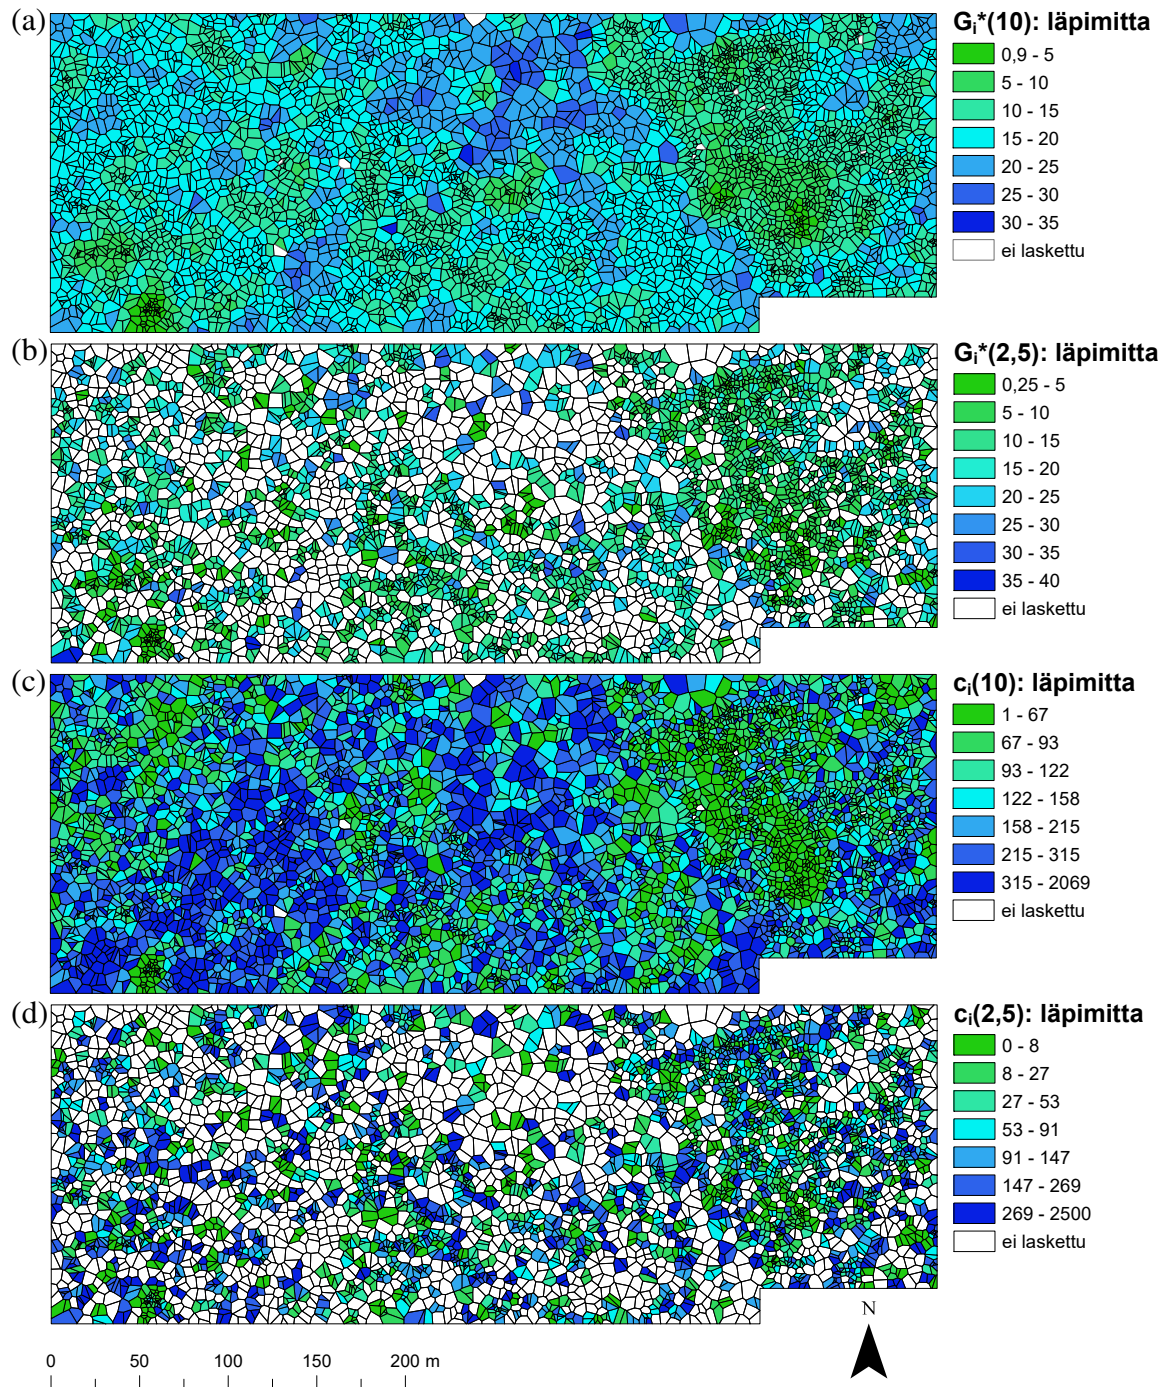 (a)
G_i*(10): läpimitta
0,9 - 5
5 - 10
10 - 15
15 - 20
20 - 25
25 - 30
30 - 35
ei laskettu
(b)
G_i*(2,5): läpimitta
0,25 - 5
5 - 10
10 - 15
15 - 20
20 - 25
25 - 30
30 - 35
35 - 40
ei laskettu
(c)
c_i(10): läpimitta
1 - 67
67 - 93
93 - 122
122 - 158
158 - 215
215 - 315
315 - 2069
ei laskettu
(d)
c_i(2,5): läpimitta
0 - 8
8 - 27
27 - 53
53 - 91
91 - 147
147 - 269
269 - 2500
ei laskettu
N
0 50 100 150 200 m